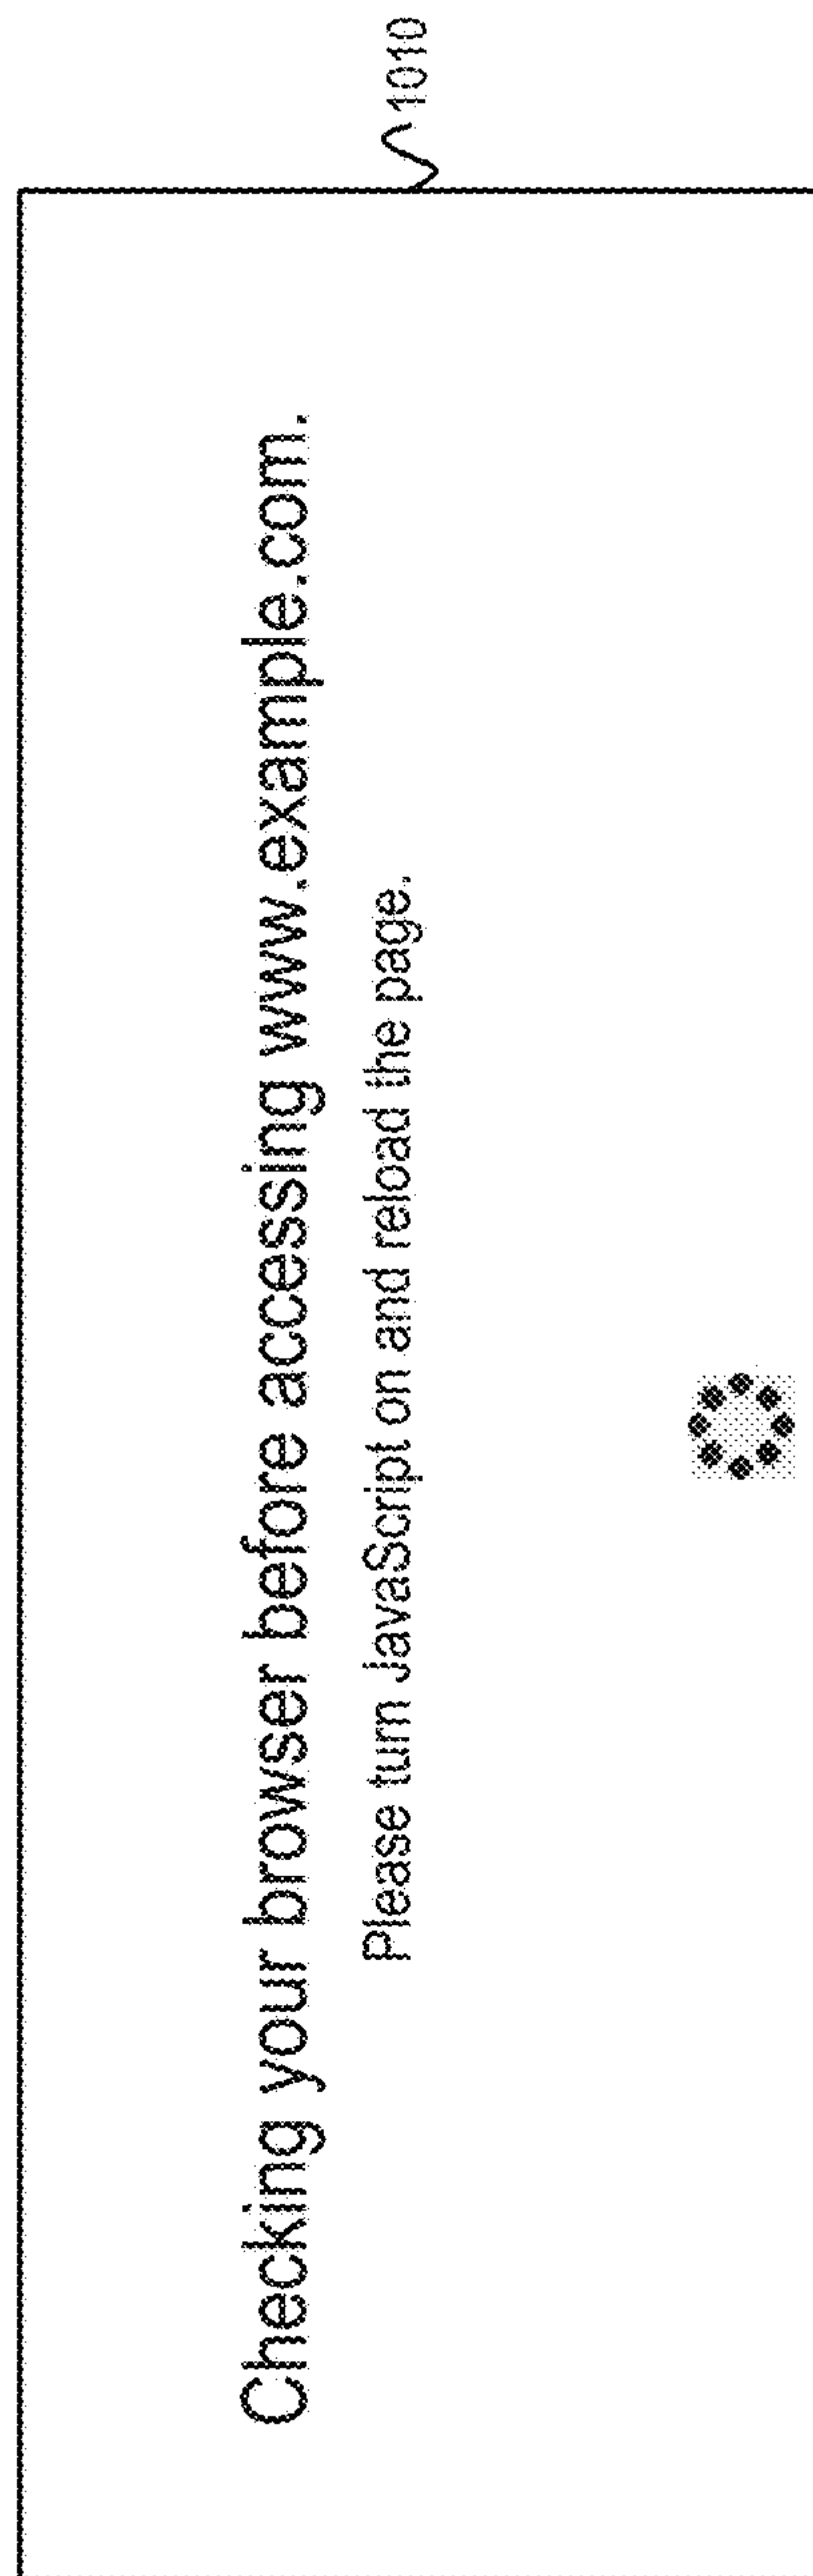 Checking your browser before accessing www.example.com.
Please turn JavaScript on and reload the page.
1010